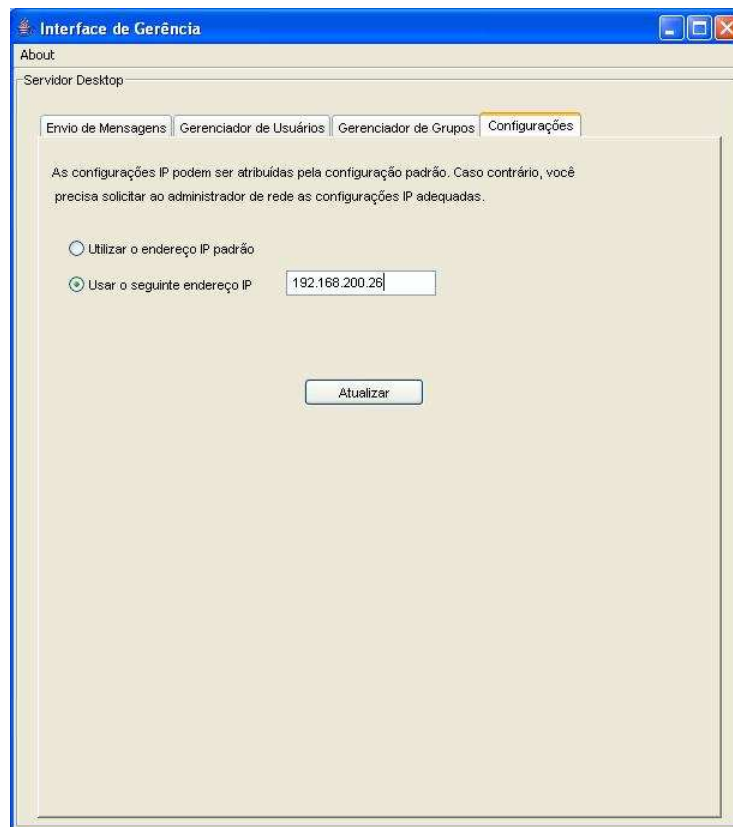 Interface de Gerência
About
Servidor Desktop
Envio de Mensagens Gerenciador de Usuários Gerenciador de Grupos Configurações
As configurações IP podem ser atribuídas pela configuração padrão. Caso contrário, você
precisa solicitar ao administrador de rede as configurações IP adequadas.
Utilizar o endereço IP padrão
Usar o seguinte endereço IP 192.168.200.26
Atualizar